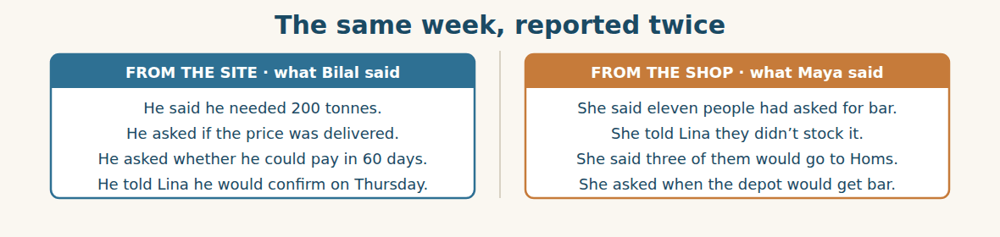 The same week, reported twice
FROM THE SITE · what Bilal said
He said he needed 200 tonnes.
He asked if the price was delivered.
He asked whether he could pay in 60 days.
He told Lina he would confirm on Thursday.
FROM THE SHOP · what Maya said
She said eleven people had asked for bar.
She told Lina they didn’t stock it.
She said three of them would go to Homs.
She asked when the depot would get bar.